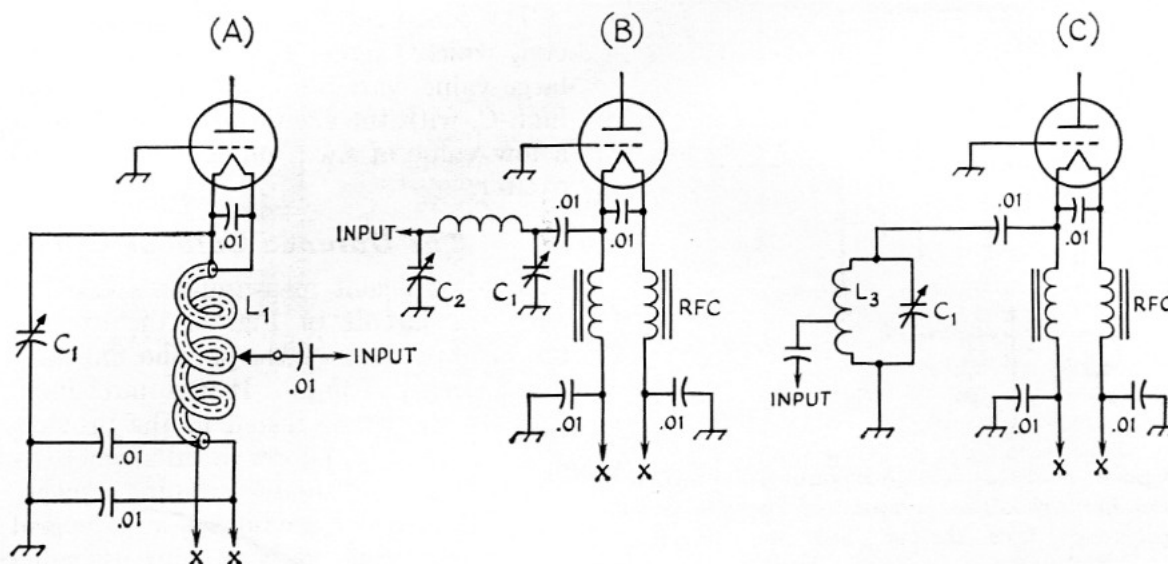 (A)
.01
L1
C1
.01
INPUT
.01
.01
X X
(B)
INPUT
.01
.01
C2
C1
RFC
.01
.01
X X
(C)
.01
.01
L3
C1
INPUT
RFC
.01
.01
X X